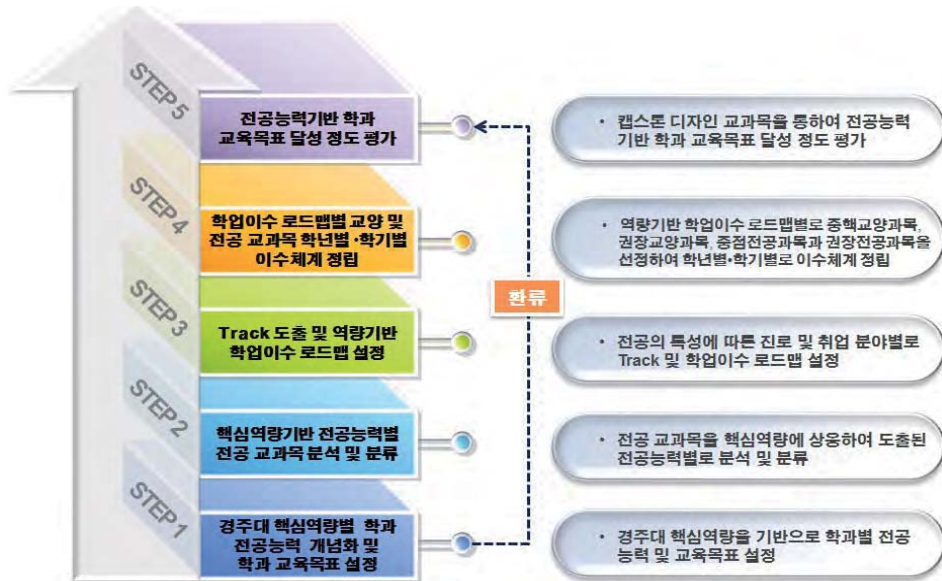 STEP 5
전공능력기반 학과
교육목표 달성 정도 평가
• 캡스톤 디자인 교과목을 통하여 전공능력
기반 학과 교육목표 달성 정도 평가
STEP 4
학업이수 로드맵별 교양 및
전공 교과목 학년별·학기별
이수체계 정립
• 역량기반 학업이수 로드맵별로 중핵교양과목,
권장교양과목, 중점전공과목과 권장전공과목을
선정하여 학년별·학기별로 이수체계 정립
환류
STEP 3
Track 도출 및 역량기반
학업이수 로드맵 설정
• 전공의 특성에 따른 진로 및 취업 분야별로
Track 및 학업이수 로드맵 설정
STEP 2
핵심역량기반 전공능력별
전공 교과목 분석 및 분류
• 전공 교과목을 핵심역량에 상응하여 도출된
전공능력별로 분석 및 분류
STEP 1
경주대 핵심역량별 학과
전공능력 개념화 및
학과 교육목표 설정
• 경주대 핵심역량을 기반으로 학과별 전공
능력 및 교육목표 설정